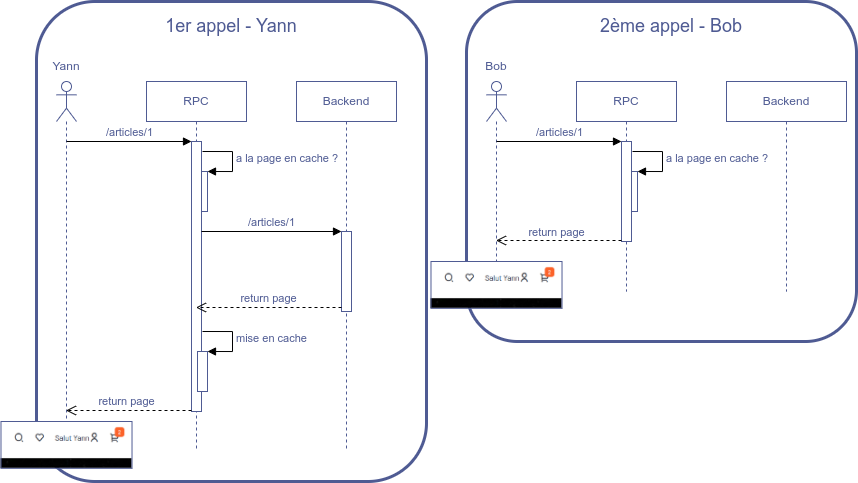 1er appel - Yann
Yann
RPC
Backend
/articles/1
a la page en cache ?
/articles/1
return page
mise en cache
return page
Salut Yann
2ème appel - Bob
Bob
RPC
Backend
/articles/1
a la page en cache ?
return page
Salut Yann